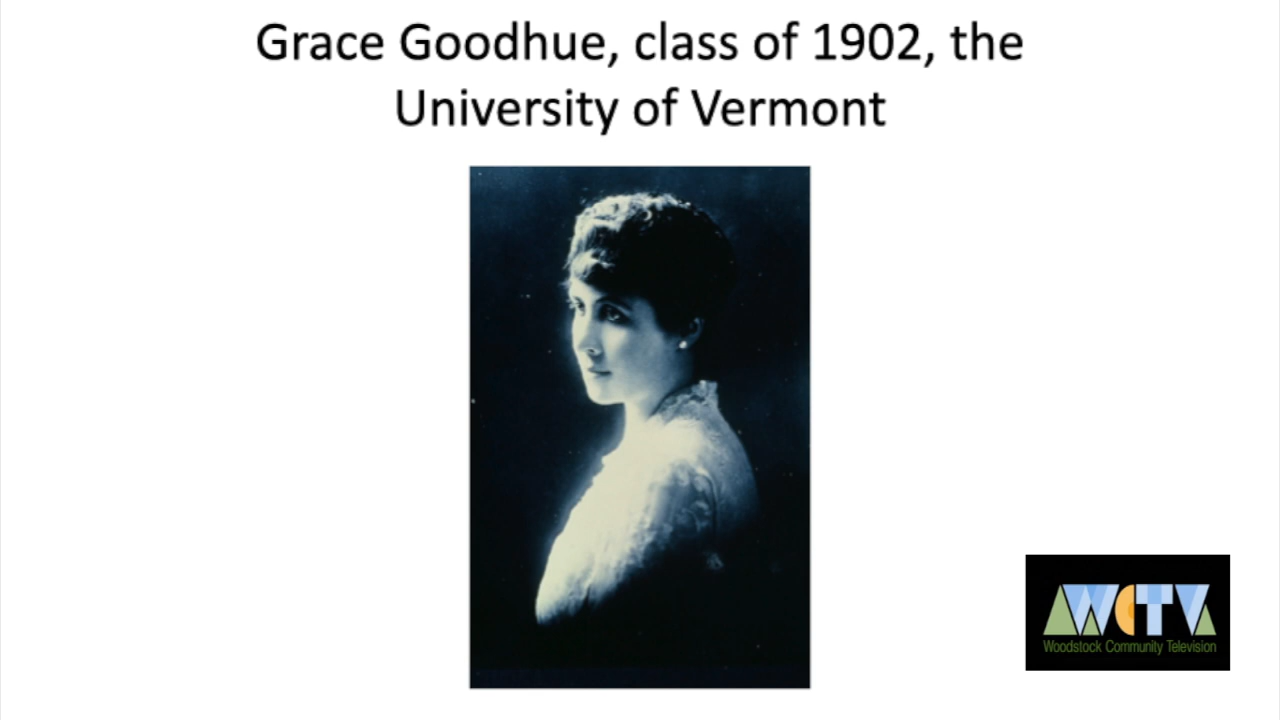 Grace Goodhue, class of 1902, the
University of Vermont
WCTV
Woodstock Community Television